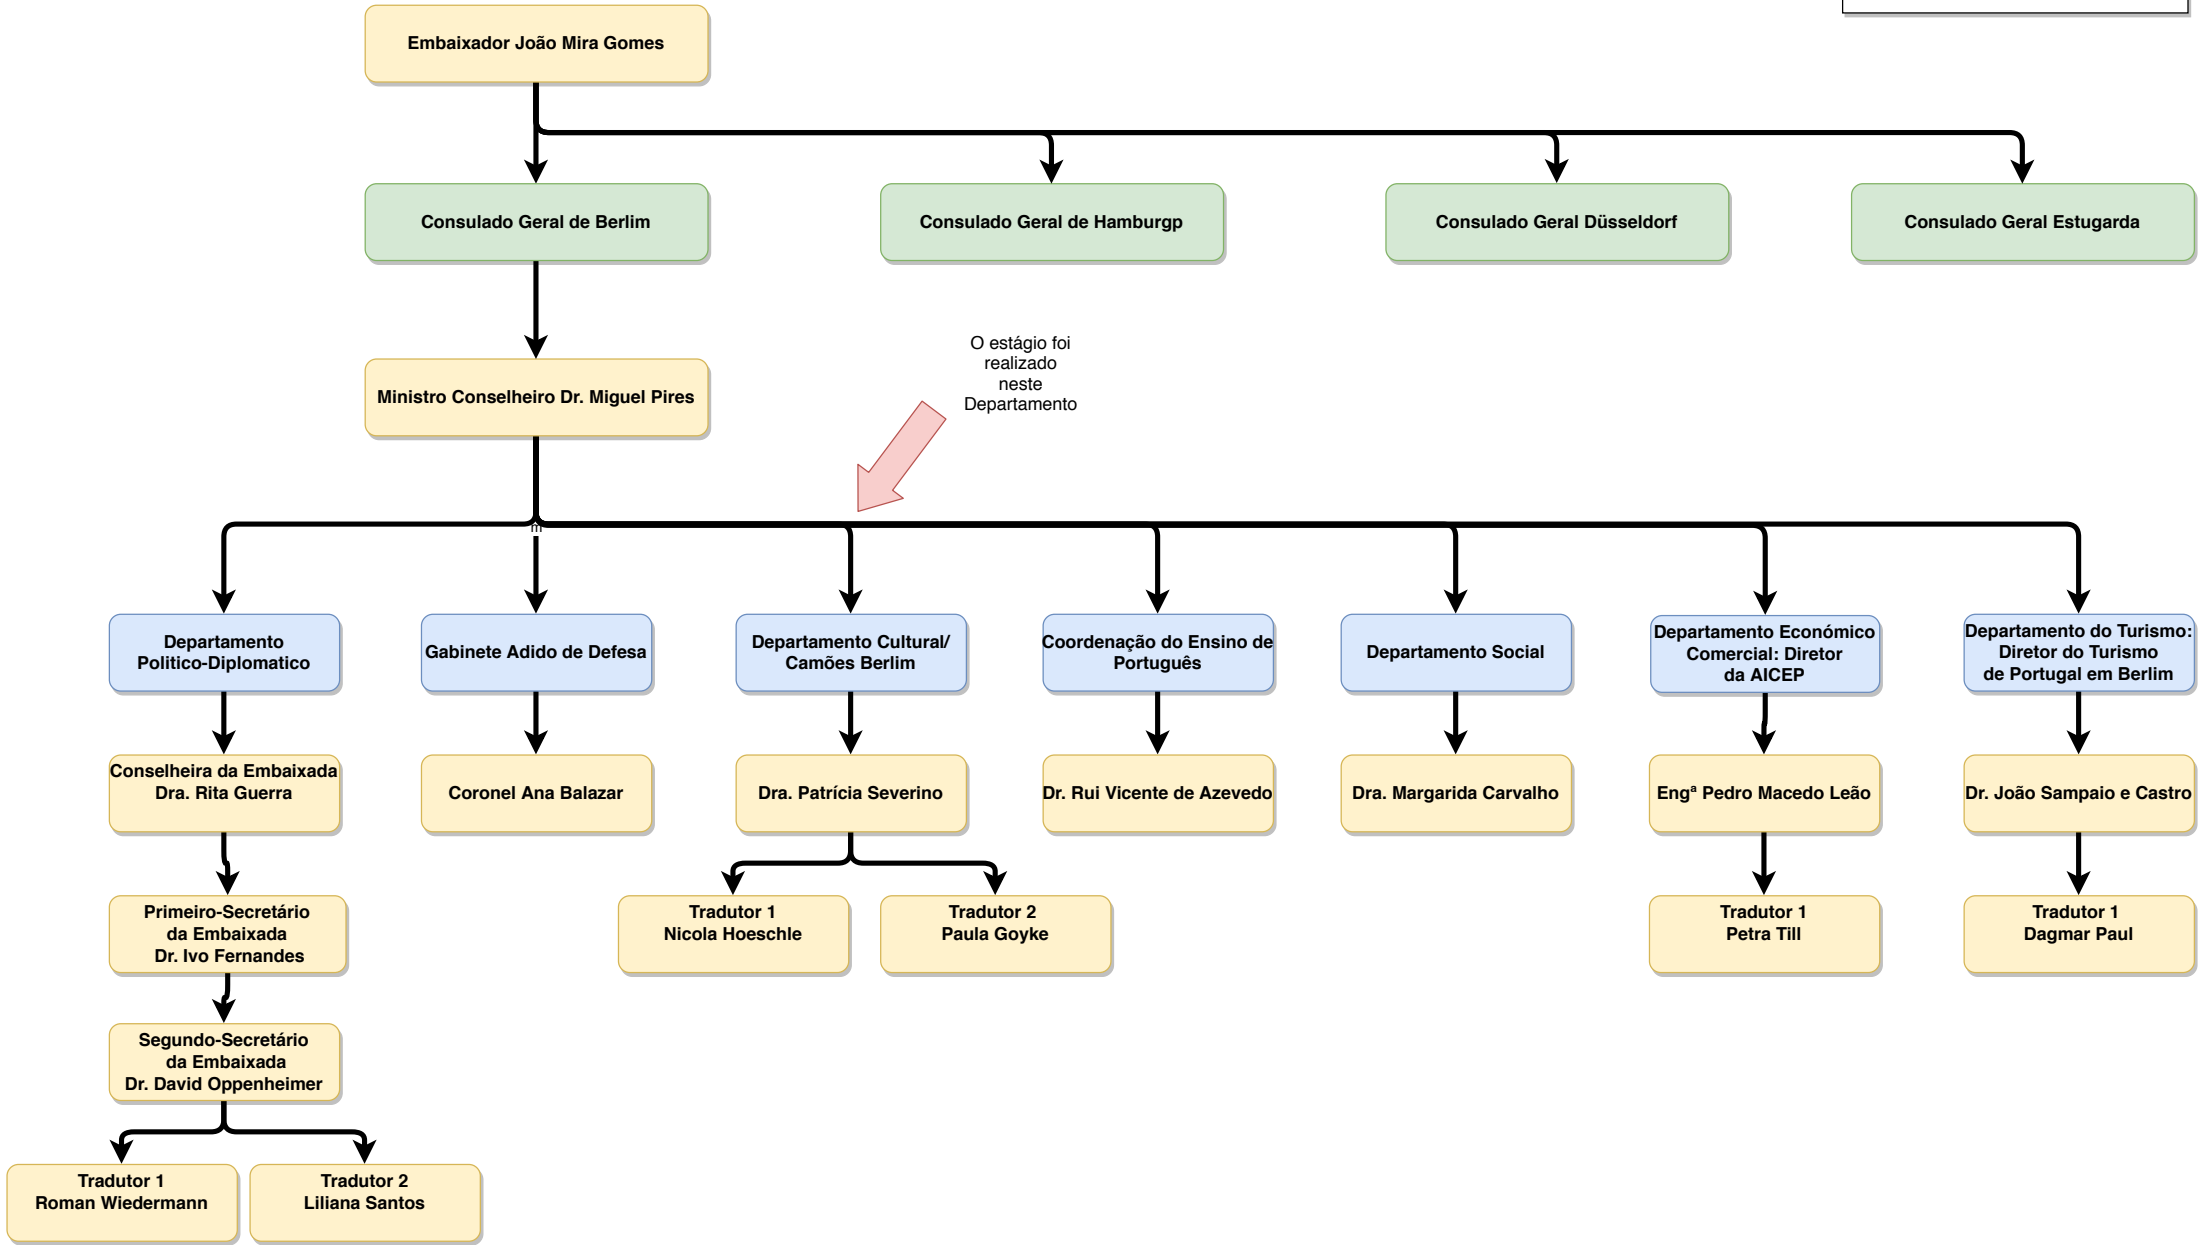 Embaixador João Mira Gomes
Consulado Geral de Berlim
Consulado Geral de Hamburgp
Consulado Geral Düsseldorf
Consulado Geral Estugarda
O estágio foi
realizado
neste
Departamento
Ministro Conselheiro Dr. Miguel Pires
m
Departamento
Politico-Diplomatico
Gabinete Adido de Defesa
Departamento Cultural/
Camões Berlim
Coordenação do Ensino de
Português
Departamento Social
Departamento Económico
Comercial: Diretor
da AICEP
Departamento do Turismo:
Diretor do Turismo
de Portugal em Berlim
Conselheira da Embaixada
Dra. Rita Guerra
Coronel Ana Balazar
Dra. Patrícia Severino
Dr. Rui Vicente de Azevedo
Dra. Margarida Carvalho
Engª Pedro Macedo Leão
Dr. João Sampaio e Castro
Primeiro-Secretário
da Embaixada
Dr. Ivo Fernandes
Tradutor 1
Nicola Hoeschle
Tradutor 2
Paula Goyke
Tradutor 1
Petra Till
Tradutor 1
Dagmar Paul
Segundo-Secretário
da Embaixada
Dr. David Oppenheimer
Tradutor 1
Roman Wiedermann
Tradutor 2
Liliana Santos